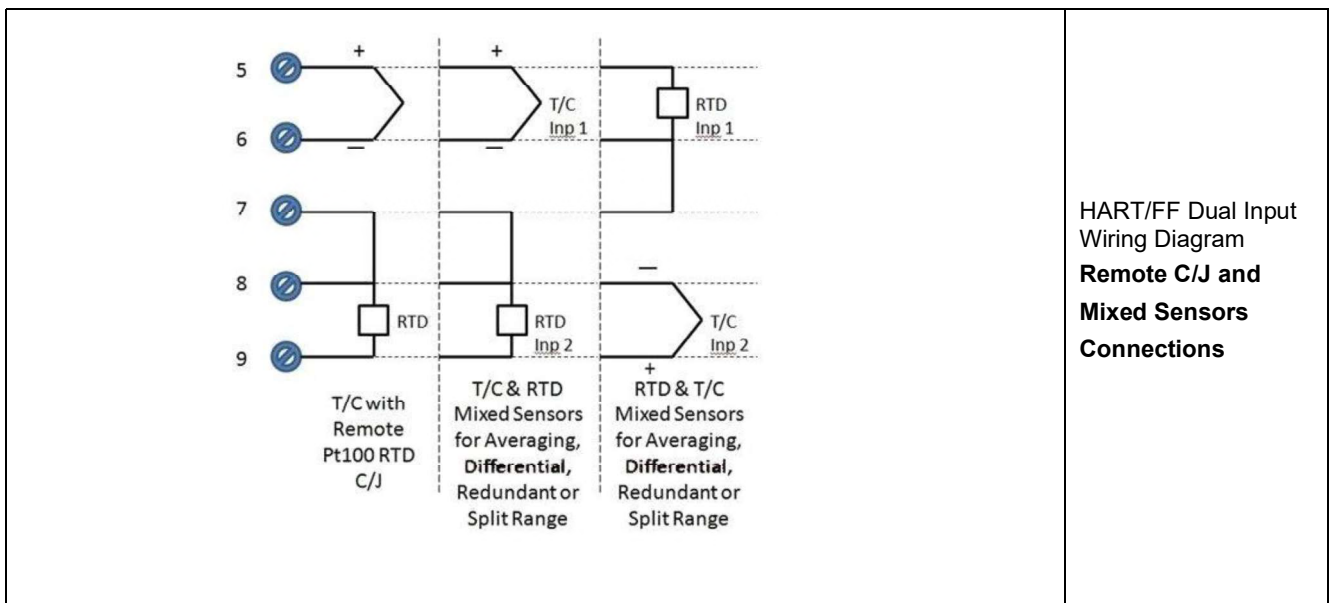 +
+
5
T/C
Inp 1
RTD
Inp 1
6
—
—
7
8
—
RTD
RTD
Inp 2
T/C
Inp 2
9
+
T/C with
Remote
Pt100 RTD
C/J
T/C & RTD
Mixed Sensors
for Averaging,
Differential,
Redundant or
Split Range
RTD & T/C
Mixed Sensors
for Averaging,
Differential,
Redundant or
Split Range
HART/FF Dual Input
Wiring Diagram
Remote C/J and
Mixed Sensors
Connections